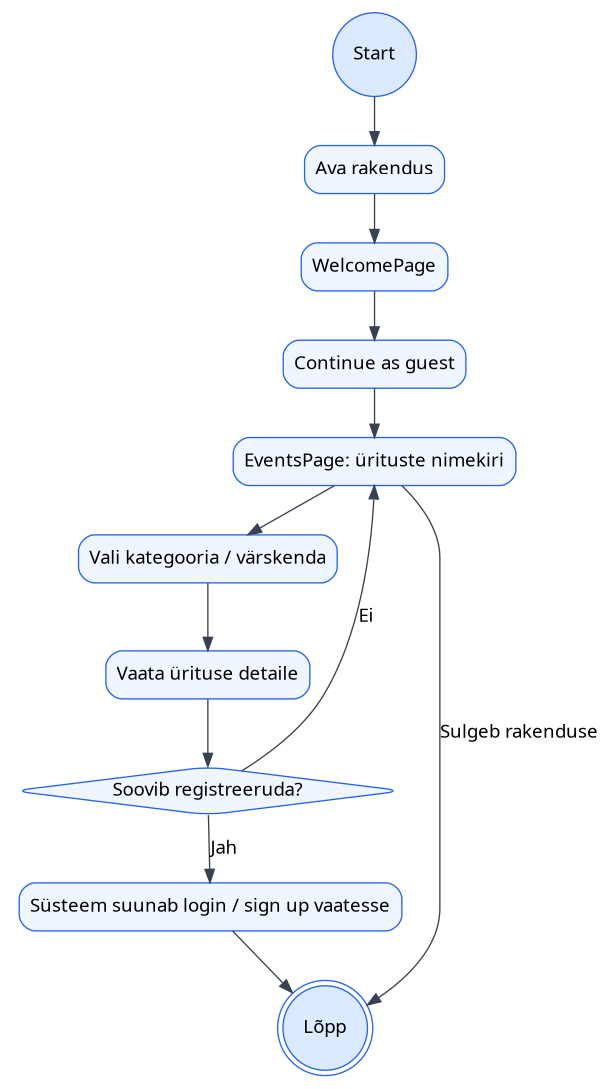 Start
Ava rakendus
WelcomePage
Continue as guest
EventsPage: ürituste nimekiri
Vali kategooria / värskenda
Ei
Vaata ürituse detaile
Sulgeb rakenduse
Soovib registreeruda?
Jah
Süsteem suunab login / sign up vaatesse
Lõpp